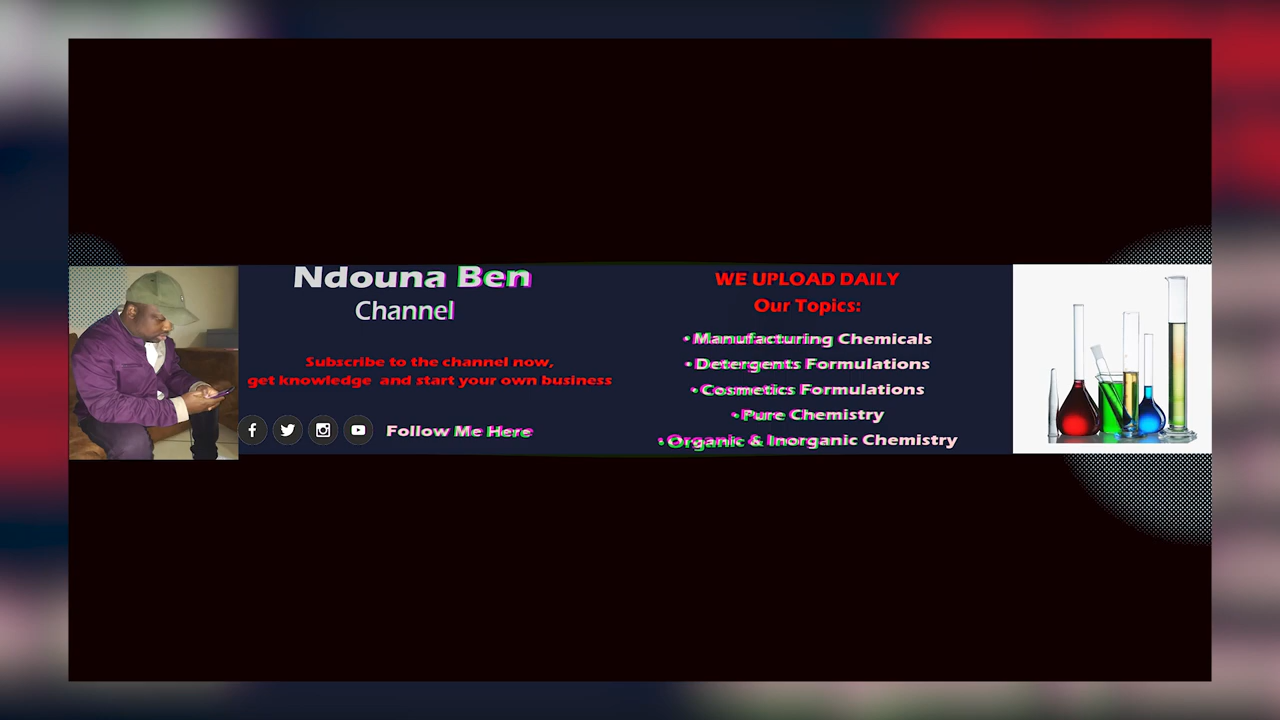 Ndouna Ben
Channel
Subscribe to the channel now,
get knowledge and start your own business
Follow Me Here
WE UPLOAD DAILY
Our Topics:
• Manufacturing Chemicals
• Detergents Formulations
• Cosmetics Formulations
• Pure Chemistry
• Organic & Inorganic Chemistry